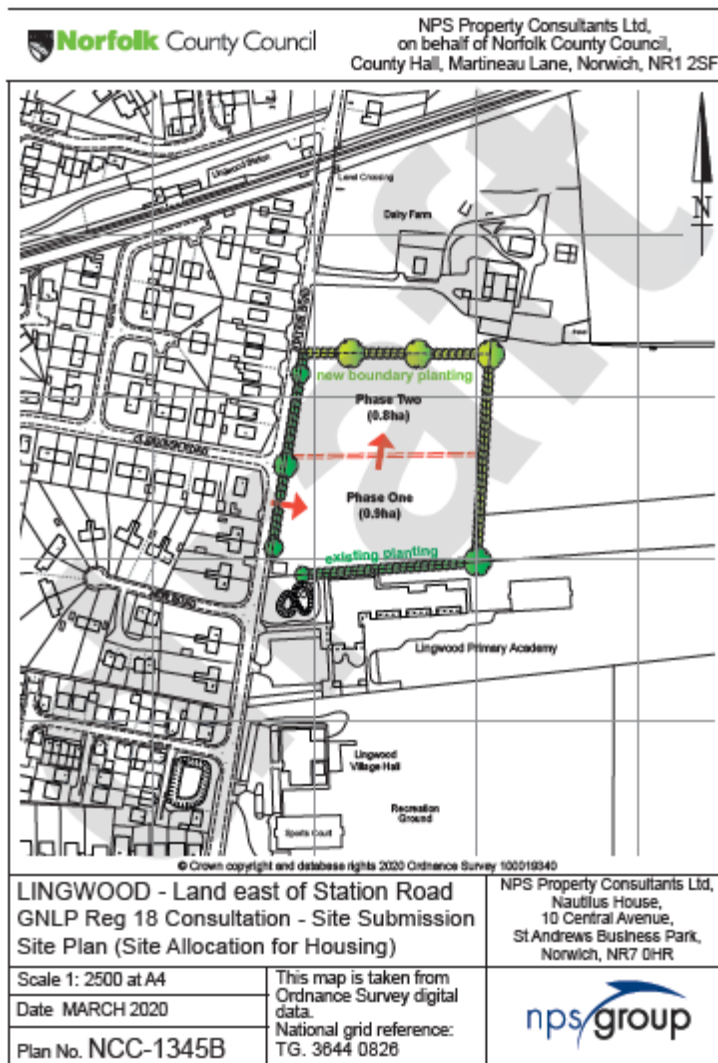 Norfolk County Council
NPS Property Consultants Ltd,
on behalf of Norfolk County Council,
County Hall, Martineau Lane, Norwich, NR1 2SF
Lingwood Station
Level Crossing
Dairy Farm
N
new boundary planting
Phase Two
(0.8ha)
Phase One
(0.9ha)
existing planting
Lingwood Primary Academy
Lingwood
Village Hall
Recreation
Ground
Sports Court
Draft
© Crown copyright and database rights 2020 Ordnance Survey 100019340
LINGWOOD - Land east of Station Road
GNLP Reg 18 Consultation - Site Submission
Site Plan (Site Allocation for Housing)
NPS Property Consultants Ltd,
Nautilus House,
10 Central Avenue,
St Andrews Business Park,
Norwich, NR7 0HR
Scale 1: 2500 at A4
Date MARCH 2020
Plan No. NCC-1345B
This map is taken from
Ordnance Survey digital
data.
National grid reference:
TG. 3644 0826
nps group